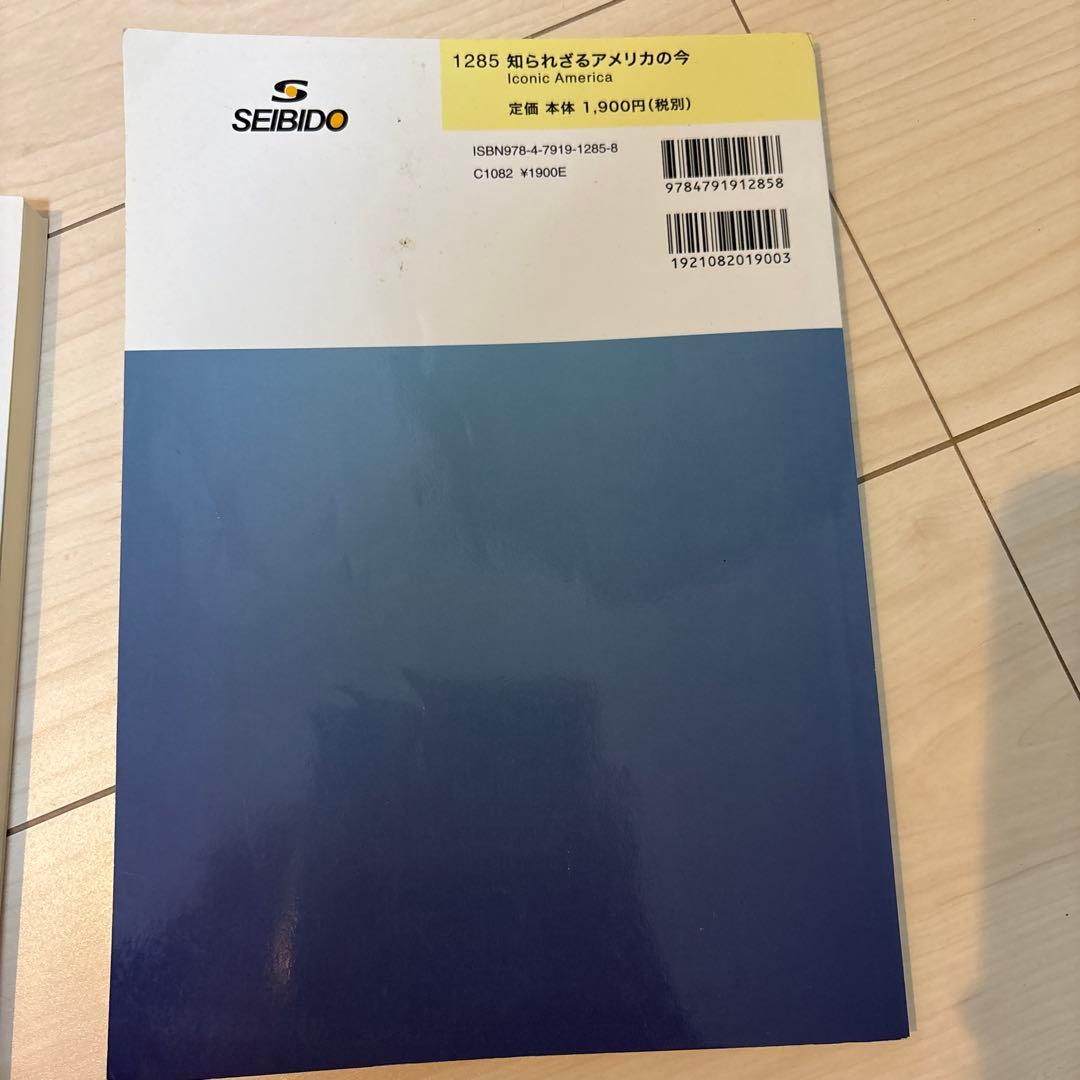 SEIBIDO
1285 知られざるアメリカの今
Iconic America
定価 本体 1,900円(税別)
ISBN978-4-7919-1285-8
C1082 ¥1900E
9784791912858
1921082019003